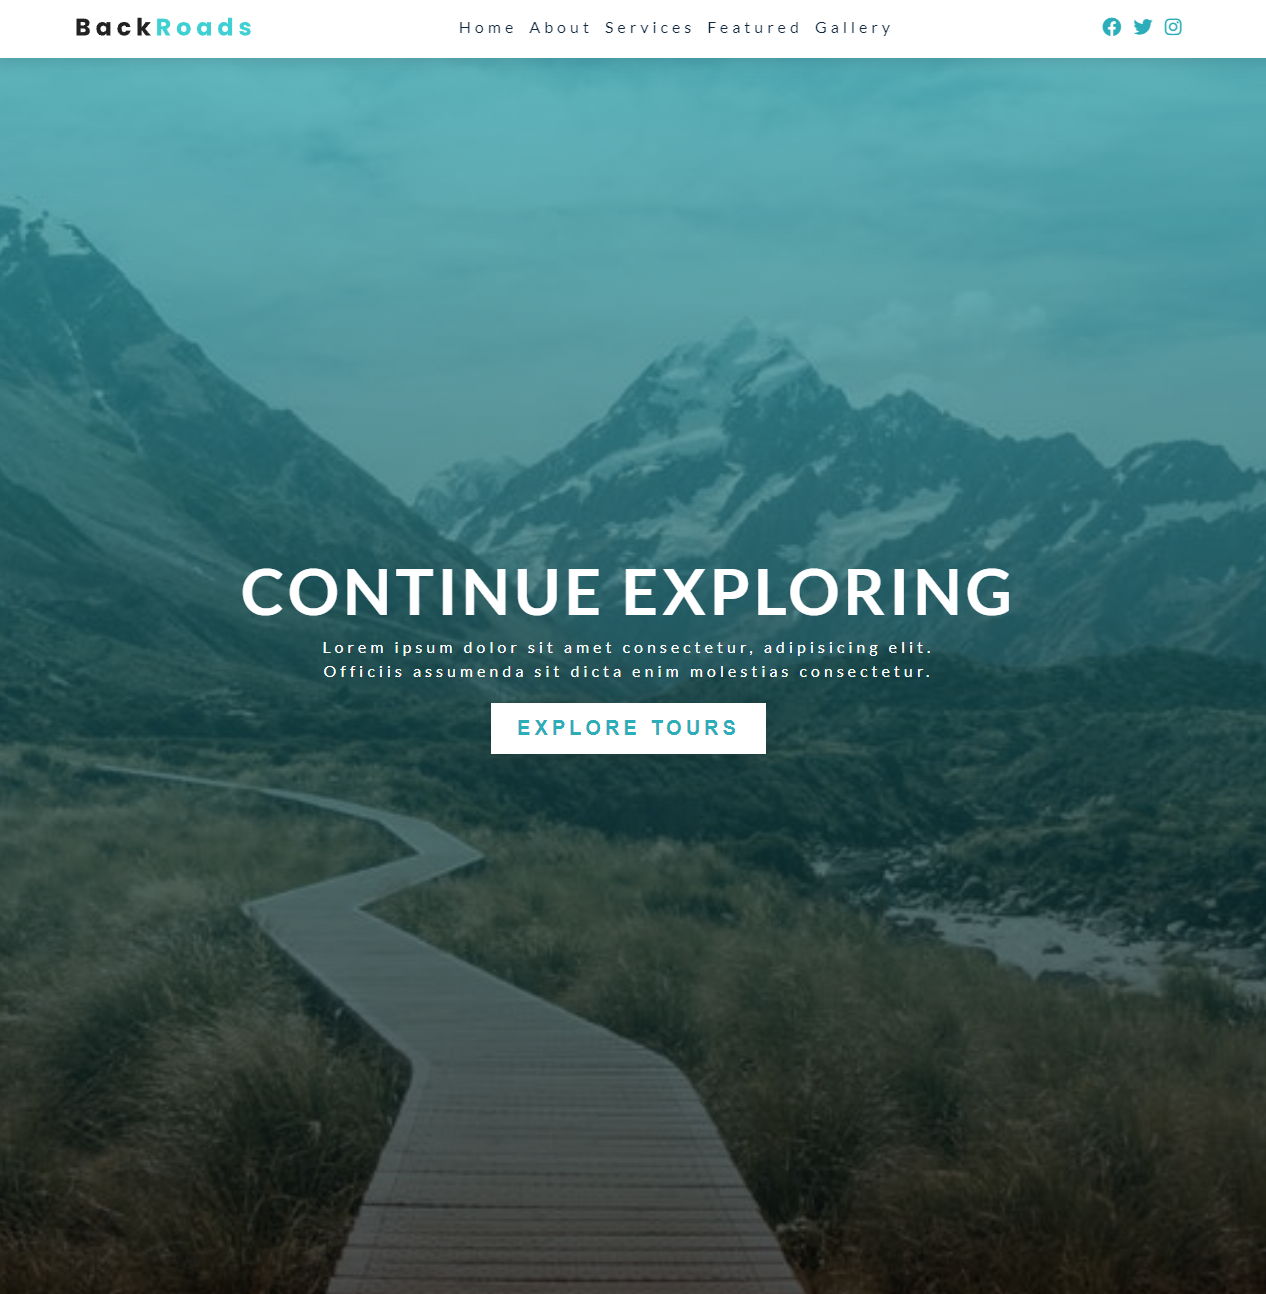 BackRoads
Home About Services Featured Gallery
CONTINUE EXPLORING
Lorem ipsum dolor sit amet consectetur, adipisicing elit.
Officiis assumenda sit dicta enim molestias consectetur.
EXPLORE TOURS